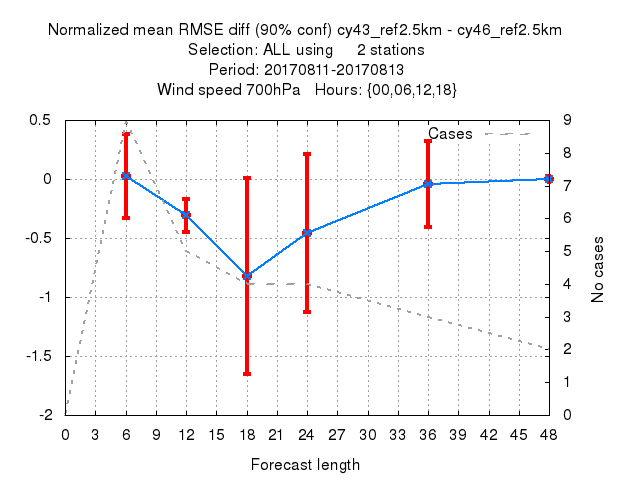 Normalized mean RMSE diff (90% conf) cy43_ref2.5km - cy46_ref2.5km
Selection: ALL using 2 stations
Period: 20170811-20170813
Wind speed 700hPa Hours: {00,06,12,18}
Cases
0.5
0
-0.5
-1
-1.5
-2
9
8
7
6
5
4
3
2
1
0
No cases
0 3 6 9 12 15 18 21 24 27 30 33 36 39 42 45 48
Forecast length